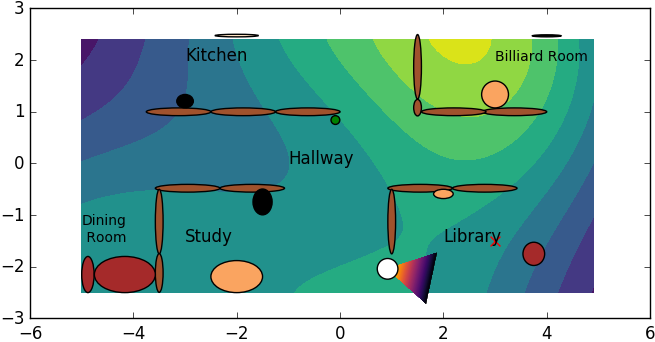 3
2
1
0
−1
−2
−3
−6
−4
−2
0
2
4
6
Kitchen
Billiard Room
Hallway
Dining
Room
Study
Library
x